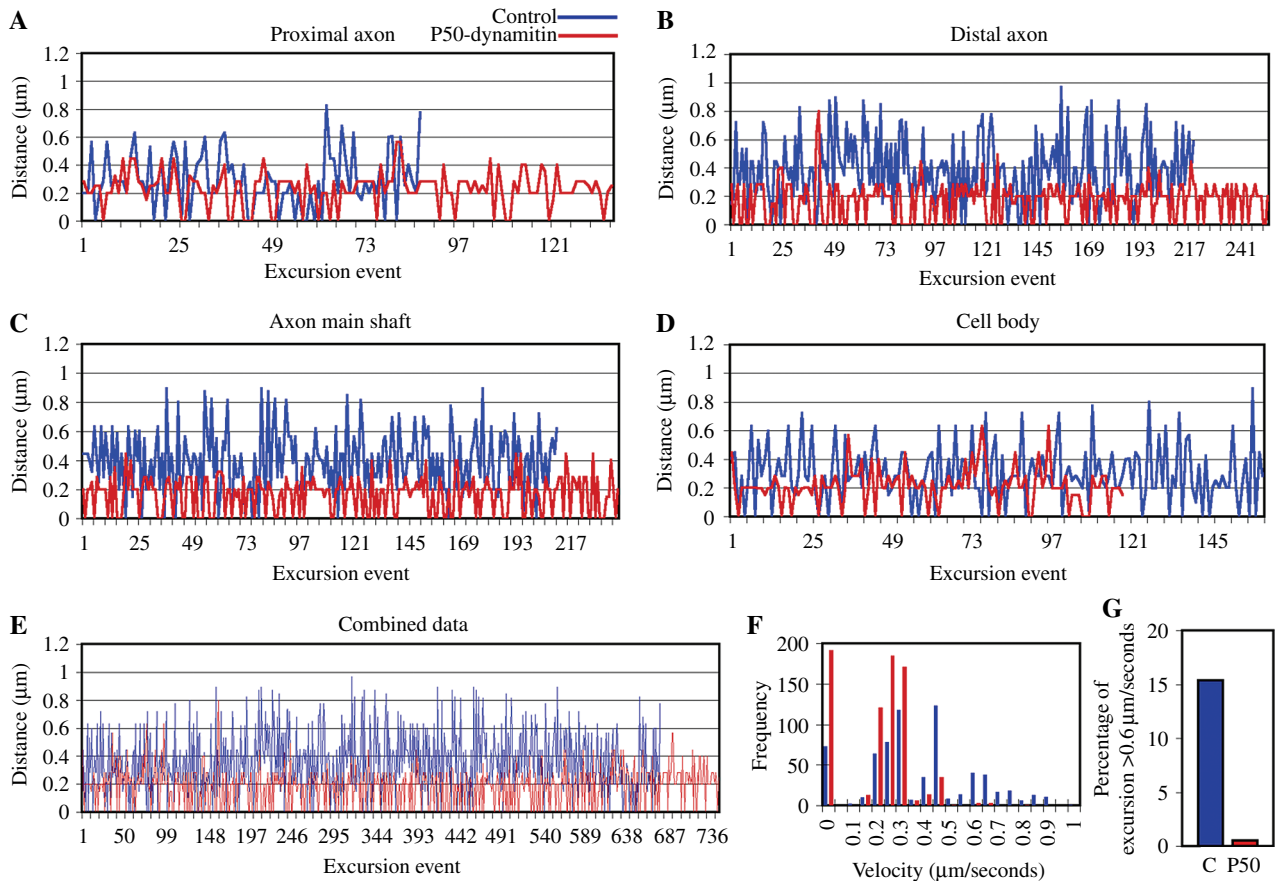 A
Proximal axon
Control
P50-dynamitin
Distance (µm)
1.2
1
0.8
0.6
0.4
0.2
0
1 25 49 73 97 121
Excursion event
B
Distal axon
Distance (µm)
1.2
1
0.8
0.6
0.4
0.2
0
1 25 49 73 97 121 145 169 193 217 241
Excursion event
C
Axon main shaft
Distance (µm)
1.2
1
0.8
0.6
0.4
0.2
0
1 25 49 73 97 121 145 169 193 217
Excursion event
D
Cell body
Distance (µm)
1.2
1
0.8
0.6
0.4
0.2
0
1 25 49 73 97 121 145
Excursion event
E
Combined data
Distance (µm)
1.2
1
0.8
0.6
0.4
0.2
0
1 50 99 148 197 246 295 344 393 442 491 540 589 638 687 736
Excursion event
F
Frequency
200
150
100
50
0
0 0.1 0.2 0.3 0.4 0.5 0.6 0.7 0.8 0.9 1
Velocity (µm/seconds)
G
Percentage of
excursion >0.6 µm/seconds
20
15
10
5
0
C P50